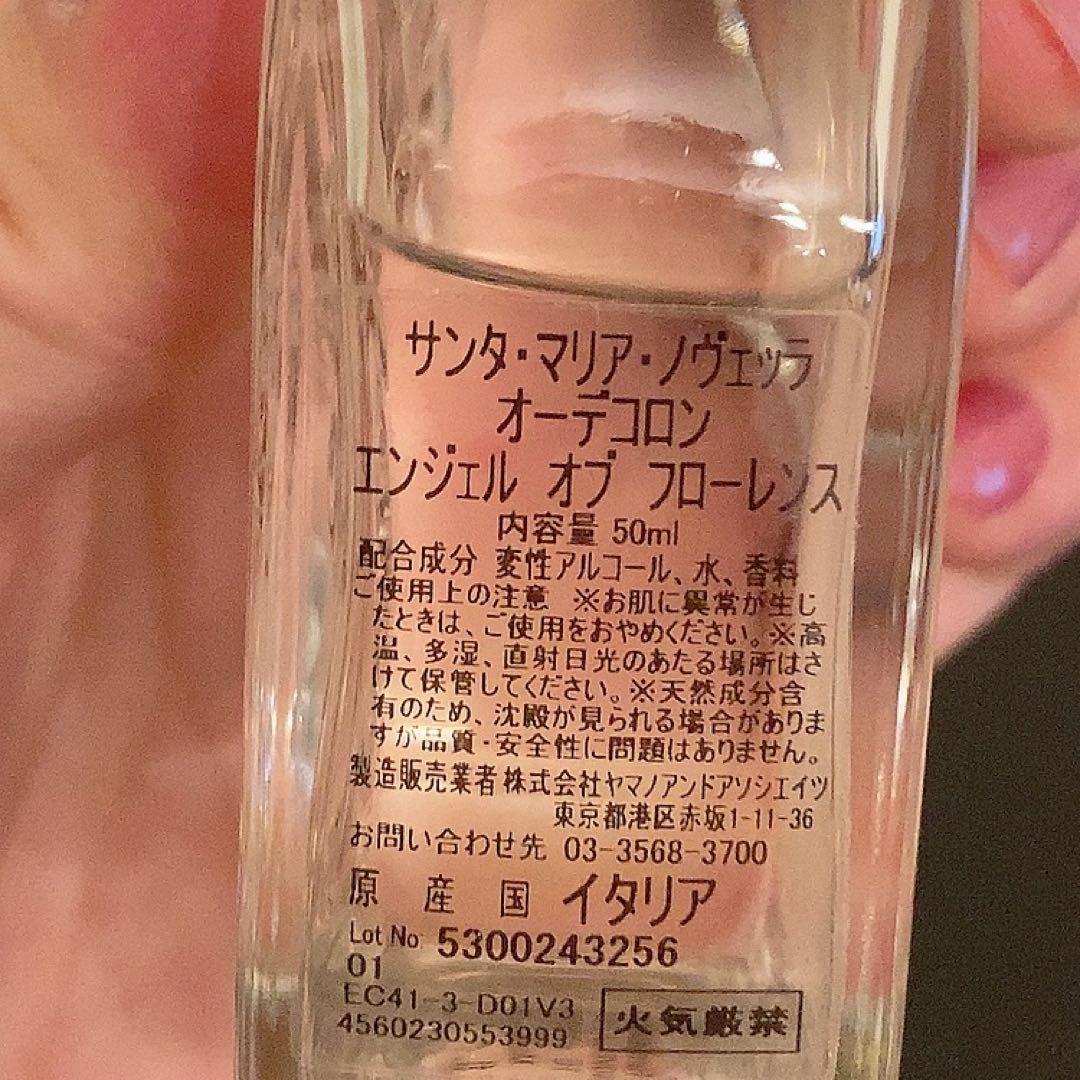 サンタ・マリア・ノヴェッラ
オーデコロン
エンジェル オブ フローレンス
内容量 50ml
配合成分 変性アルコール、水、香料
ご使用上の注意 ※お肌に異常が生じ
たときは、ご使用をおやめください。※高
温、多湿、直射日光のあたる場所はさ
けて保管してください。※天然成分含
有のため、沈殿が見られる場合がありま
すが品質・安全性に問題はありません。
製造販売業者 株式会社ヤマノアンドアソシエイツ
東京都港区赤坂1-11-36
お問い合わせ先 03-3568-3700
原産国 イタリア
Lot No 5300243256
01
EC41-3-D01V3
4560230553999 火気厳禁